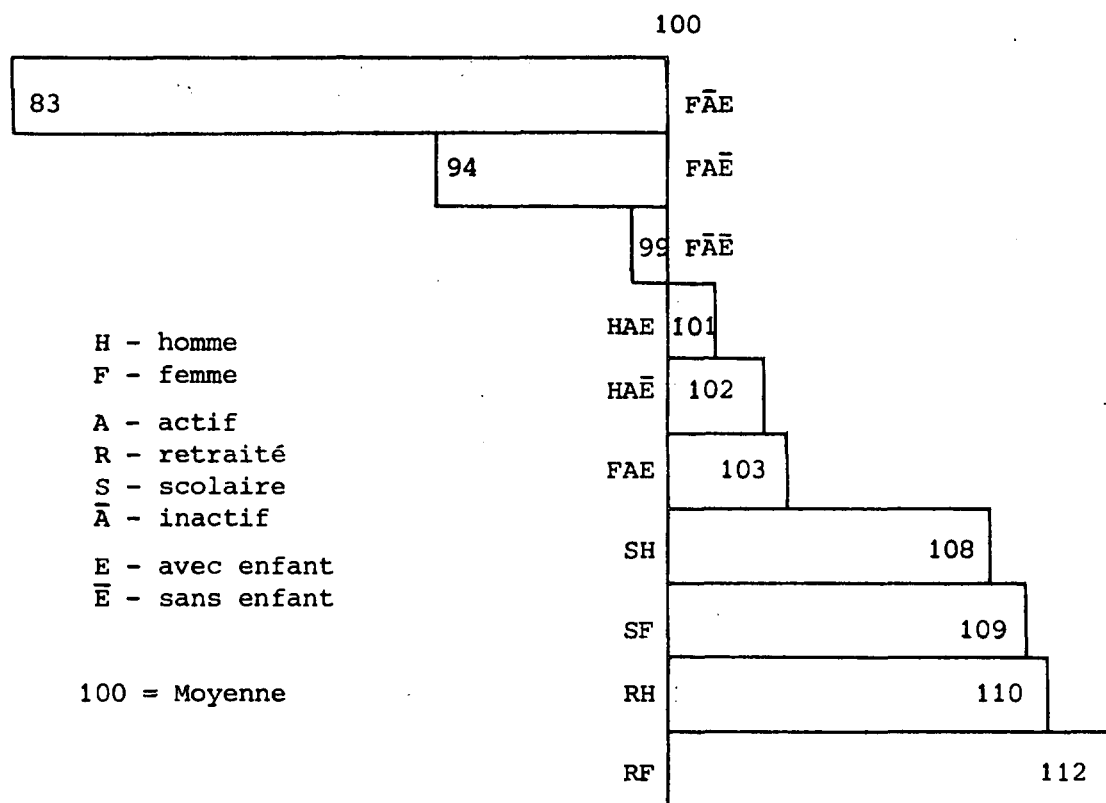 100
83 FĀE
94 FAĒ
99 FĀĒ
HAE 101
HAĒ 102
FAE 103
SH 108
SF 109
RH 110
RF 112
H - homme
F - femme
A - actif
R - retraité
S - scolaire
Ā - inactif
E - avec enfant
Ē - sans enfant
100 = Moyenne